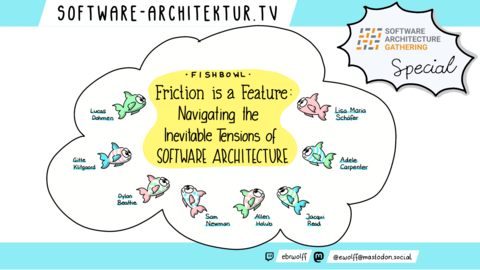 SOFTWARE-ARCHITEKTUR.TV
SOFTWARE
ARCHITECTURE
GATHERING
Special
• FISHBOWL •
Friction is a Feature:
Navigating the
Inevitable Tensions of
SOFTWARE ARCHITECTURE
Lucas
Dohmen
Lisa Maria
Schäfer
Gitte
Klitgaard
Adele
Carpenter
Dylan
Beattie
Sam
Newman
Allen
Holub
Jacqui
Read
ebrwolff
@ewolff@mastodon.social